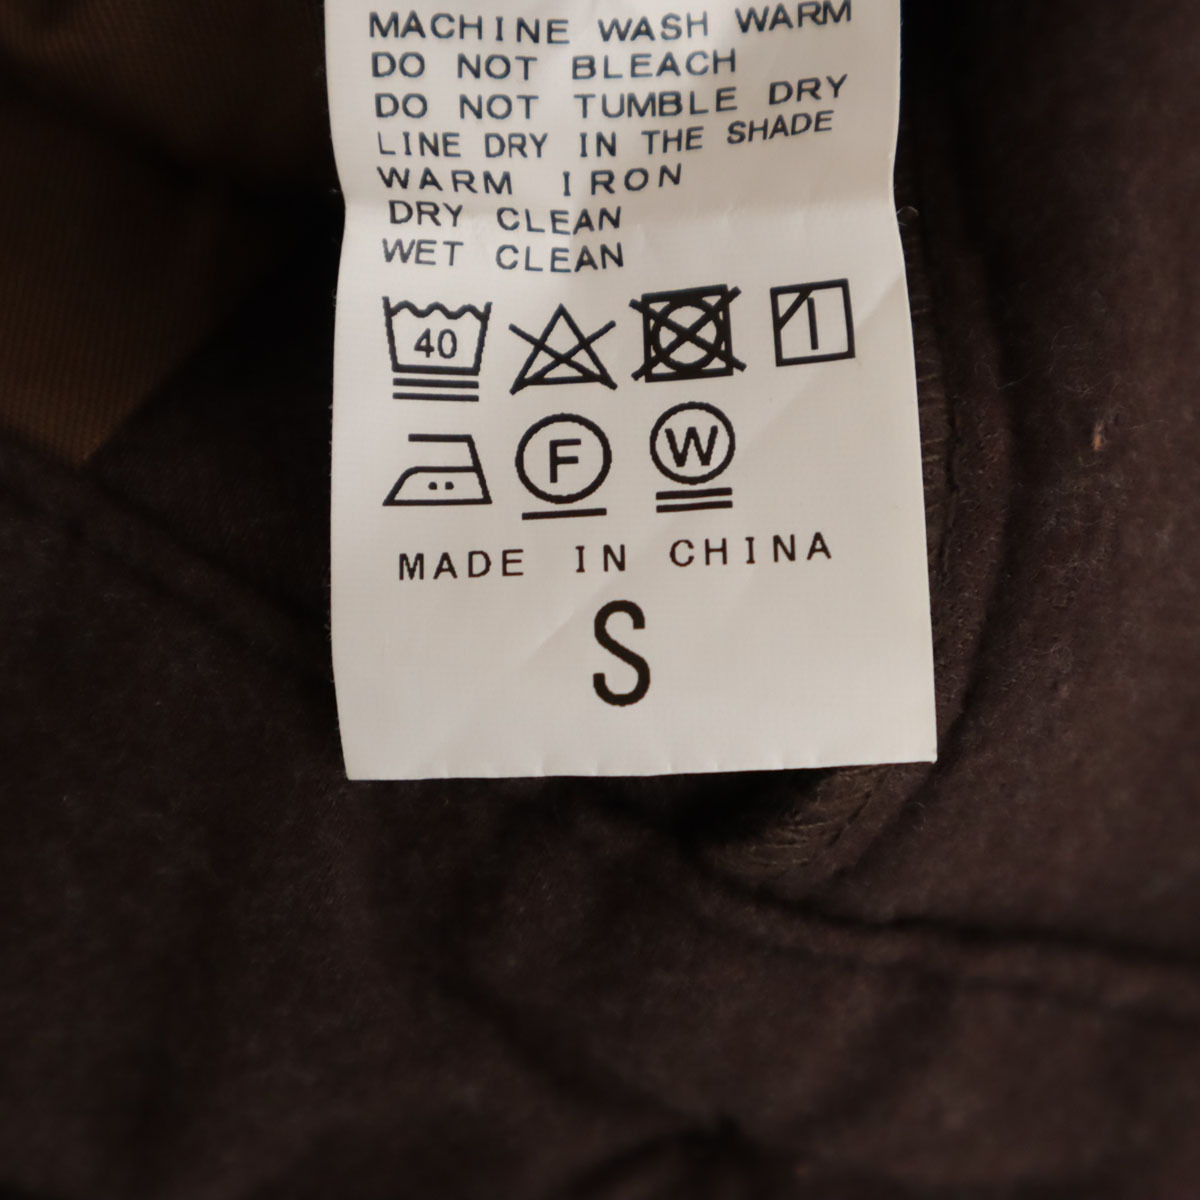 MACHINE WASH WARM
DO NOT BLEACH
DO NOT TUMBLE DRY
LINE DRY IN THE SHADE
WARM IRON
DRY CLEAN
WET CLEAN
40
F W
MADE IN CHINA
S